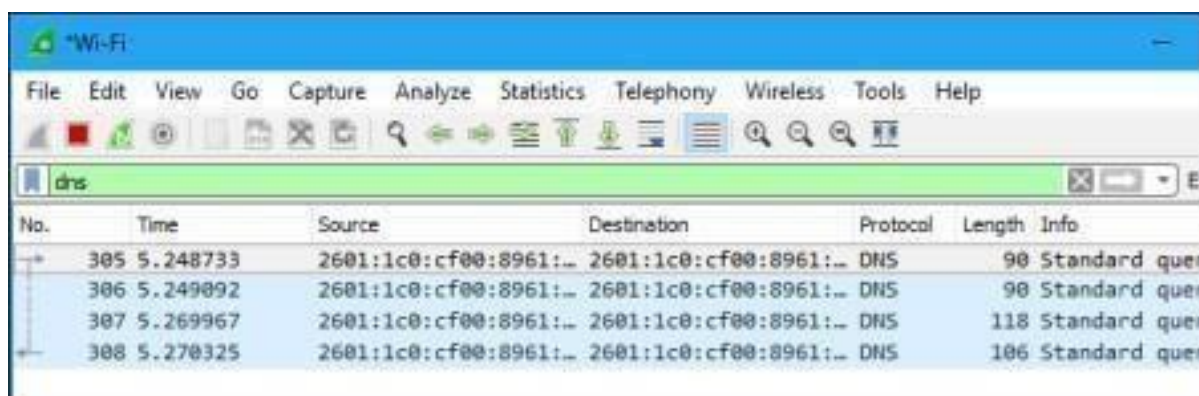 *Wi-Fi
File Edit View Go Capture Analyze Statistics Telephony Wireless Tools Help
dns
E
No. Time Source Destination Protocol Length Info
305 5.248733 2601:1c0:cf00:8961:… 2601:1c0:cf00:8961:… DNS 90 Standard quer
306 5.249092 2601:1c0:cf00:8961:… 2601:1c0:cf00:8961:… DNS 90 Standard quer
307 5.269967 2601:1c0:cf00:8961:… 2601:1c0:cf00:8961:… DNS 118 Standard quer
308 5.270325 2601:1c0:cf00:8961:… 2601:1c0:cf00:8961:… DNS 106 Standard quer